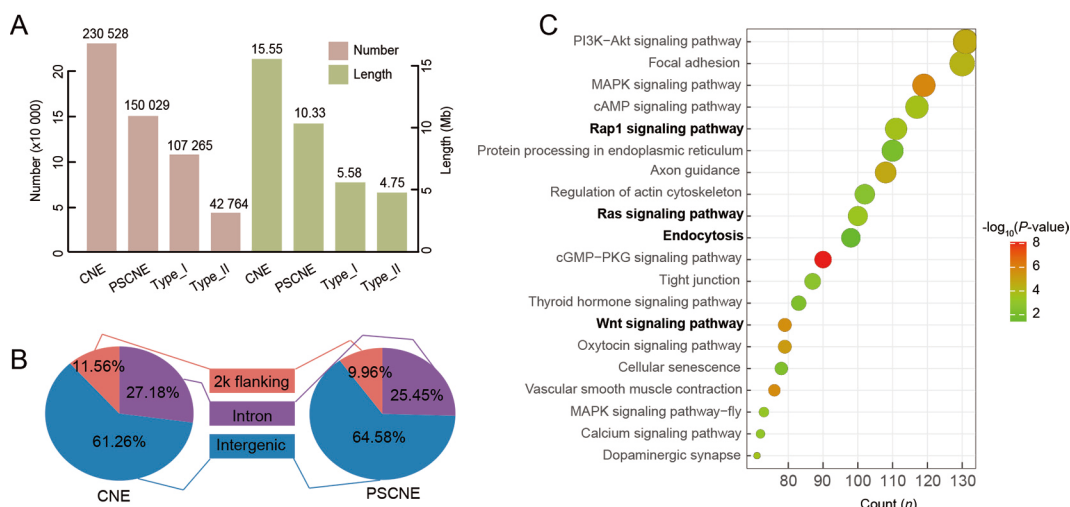 A
230 528
150 029
107 265
42 764
15.55
10.33
5.58
4.75
Number
Length
Number (x10 000)
20
15
10
5
Length (Mb)
15
10
5
0
CNE
PSCNE
Type_I
Type_II
CNE
PSCNE
Type_I
Type_II
B
11.56%
27.18%
61.26%
CNE
2k flanking
Intron
Intergenic
9.96%
25.45%
64.58%
PSCNE
C
PI3K−Akt signaling pathway
Focal adhesion
MAPK signaling pathway
cAMP signaling pathway
Rap1 signaling pathway
Protein processing in endoplasmic reticulum
Axon guidance
Regulation of actin cytoskeleton
Ras signaling pathway
Endocytosis
cGMP−PKG signaling pathway
Tight junction
Thyroid hormone signaling pathway
Wnt signaling pathway
Oxytocin signaling pathway
Cellular senescence
Vascular smooth muscle contraction
MAPK signaling pathway−fly
Calcium signaling pathway
Dopaminergic synapse
80 90 100 110 120 130
Count (n)
-log10(P-value)
8
6
4
2